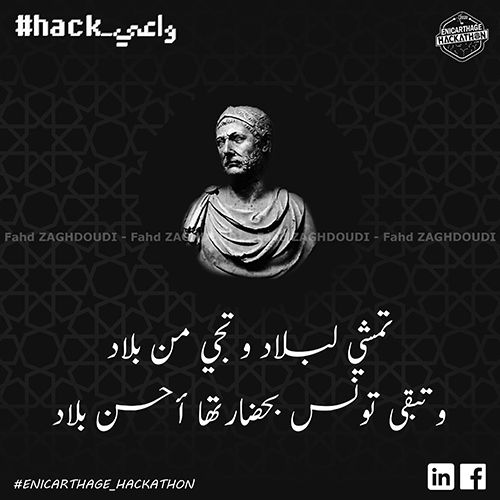 #hack_واعي
ENICARTHAGE
HACKATHON
Fahd ZAGHDOUDI - Fahd ZAGHDOUDI - Fahd ZAGHDOUDI - Fahd ZAGHDOUDI
تمشي لبلاد و تجي من بلاد
و تبقى تونس بحضارتها أحسن بلاد
#ENICARTHAGE_HACKATHON
in f